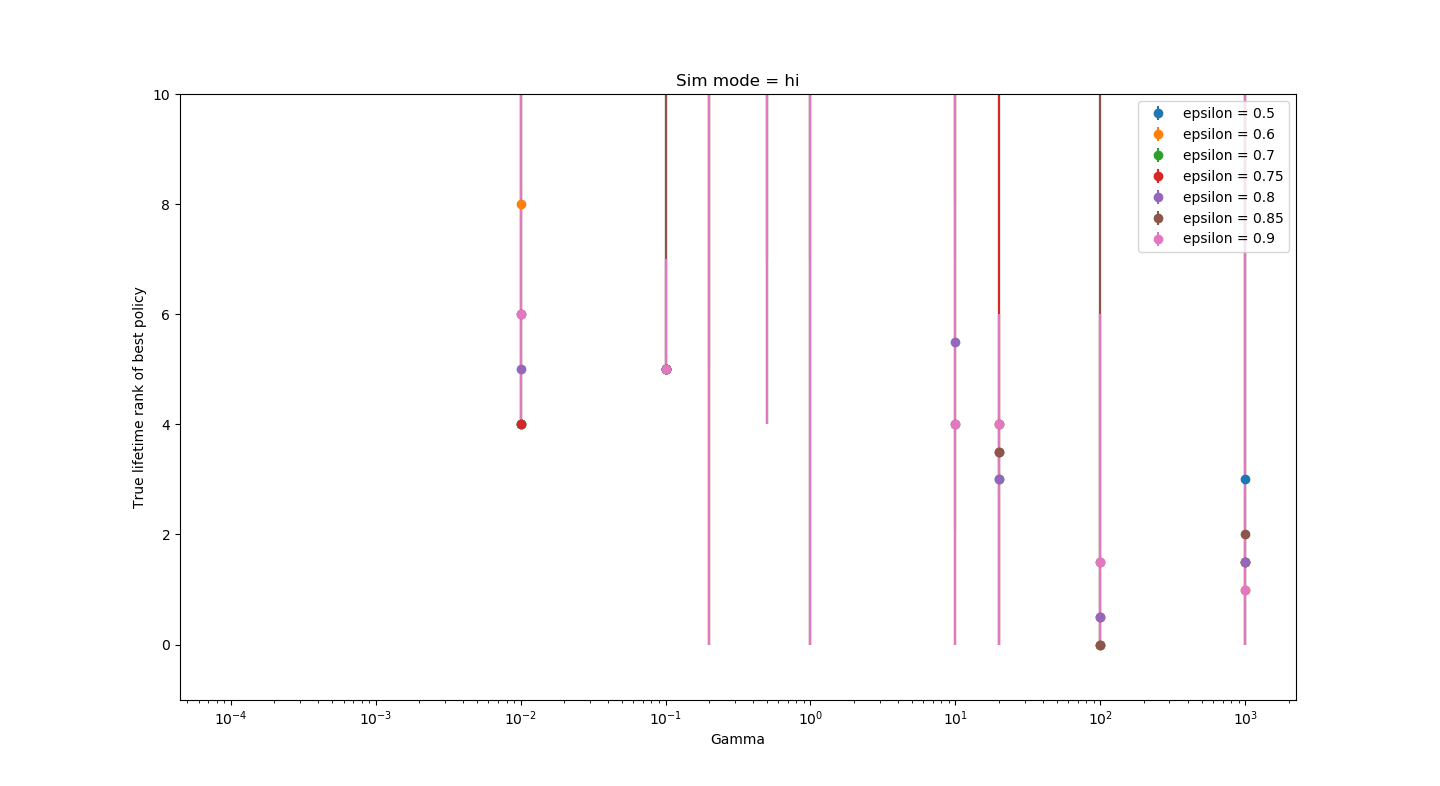 Sim mode = hi
10
8
6
4
2
0
True lifetime rank of best policy
epsilon = 0.5
epsilon = 0.6
epsilon = 0.7
epsilon = 0.75
epsilon = 0.8
epsilon = 0.85
epsilon = 0.9
10⁻⁴ 10⁻³ 10⁻² 10⁻¹ 10⁰ 10¹ 10² 10³
Gamma